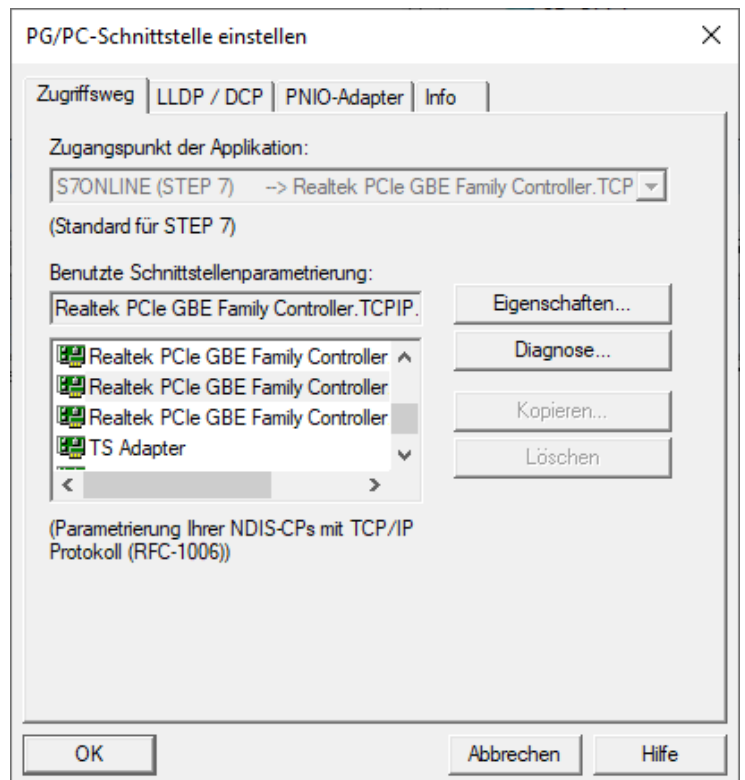 PG/PC-Schnittstelle einstellen
Zugriffsweg LLDP / DCP PNIO-Adapter Info
Zugangspunkt der Applikation:
S7ONLINE (STEP 7) --> Realtek PCIe GBE Family Controller.TCP
(Standard für STEP 7)
Benutzte Schnittstellenparametrierung:
Realtek PCIe GBE Family Controller.TCPIP.
Eigenschaften...
Realtek PCIe GBE Family Controller
Diagnose...
Realtek PCIe GBE Family Controller
Realtek PCIe GBE Family Controller
Kopieren...
TS Adapter
Löschen
(Parametrierung Ihrer NDIS-CPs mit TCP/IP
Protokoll (RFC-1006))
OK Abbrechen Hilfe